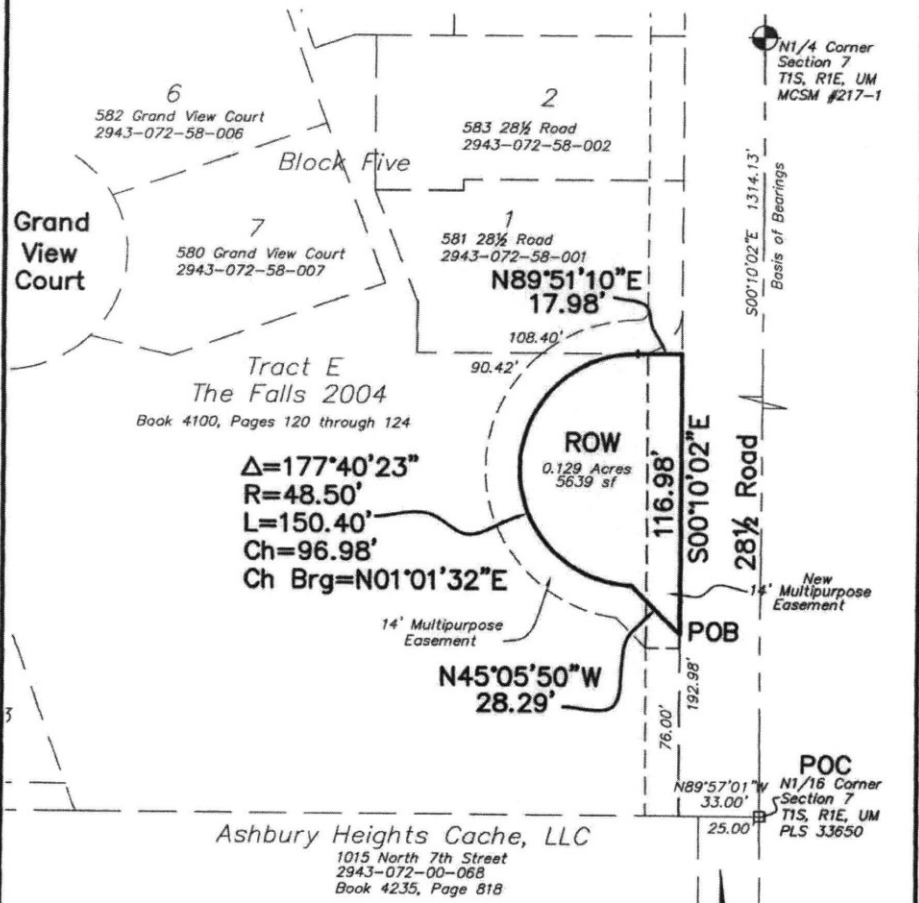 N1/4 Corner
Section 7
T1S, R1E, UM
MCSM #217-1
6
582 Grand View Court
2943-072-58-006
2
583 28½ Road
2943-072-58-002
Block Five
S00°10'02"E 1314.13'
Basis of Bearings
Grand
View
Court
7
580 Grand View Court
2943-072-58-007
1
581 28½ Road
2943-072-58-001
N89°51'10"E
17.98'
108.40'
90.42'
Tract E
The Falls 2004
Book 4100, Pages 120 through 124
ROW
0.129 Acres
5639 sf
116.98'
S00°10'02"E
28½ Road
Δ=177°40'23"
R=48.50'
L=150.40'
Ch=96.98'
Ch Brg=N01°01'32"E
New
14' Multipurpose
Easement
14' Multipurpose
Easement
POB
N45°05'50"W
28.29'
192.98'
76.00'
3
POC
N89°57'01"W
33.00'
25.00'
N1/16 Corner
Section 7
T1S, R1E, UM
PLS 33650
Ashbury Heights Cache, LLC
1015 North 7th Street
2943-072-00-068
Book 4235, Page 818